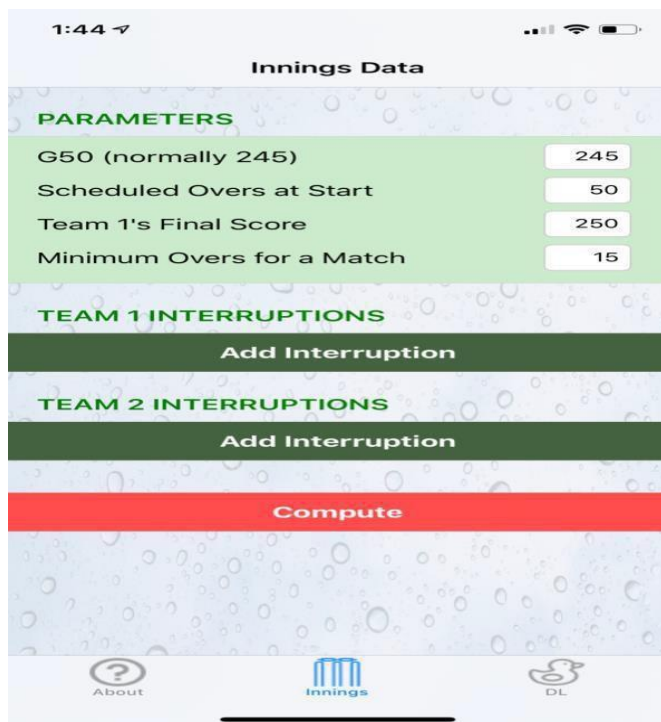 1:44
Innings Data
PARAMETERS
G50 (normally 245) 245
Scheduled Overs at Start 50
Team 1's Final Score 250
Minimum Overs for a Match 15
TEAM 1 INTERRUPTIONS
Add Interruption
TEAM 2 INTERRUPTIONS
Add Interruption
Compute
About Innings DL